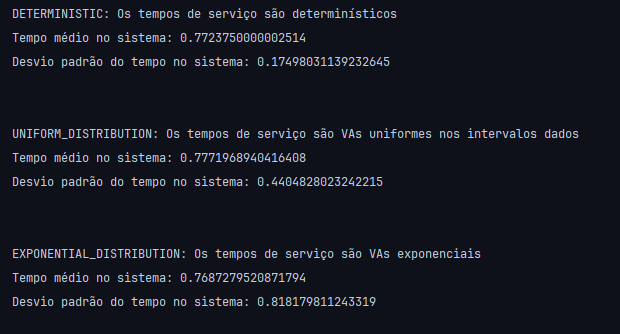 DETERMINISTIC: Os tempos de serviço são determinísticos
Tempo médio no sistema: 0.7723750000002514
Desvio padrão do tempo no sistema: 0.17498031139232645
UNIFORM_DISTRIBUTION: Os tempos de serviço são VAs uniformes nos intervalos dados
Tempo médio no sistema: 0.7771968940416408
Desvio padrão do tempo no sistema: 0.4404828023242215
EXPONENTIAL_DISTRIBUTION: Os tempos de serviço são VAs exponenciais
Tempo médio no sistema: 0.7687279520871794
Desvio padrão do tempo no sistema: 0.818179811243319